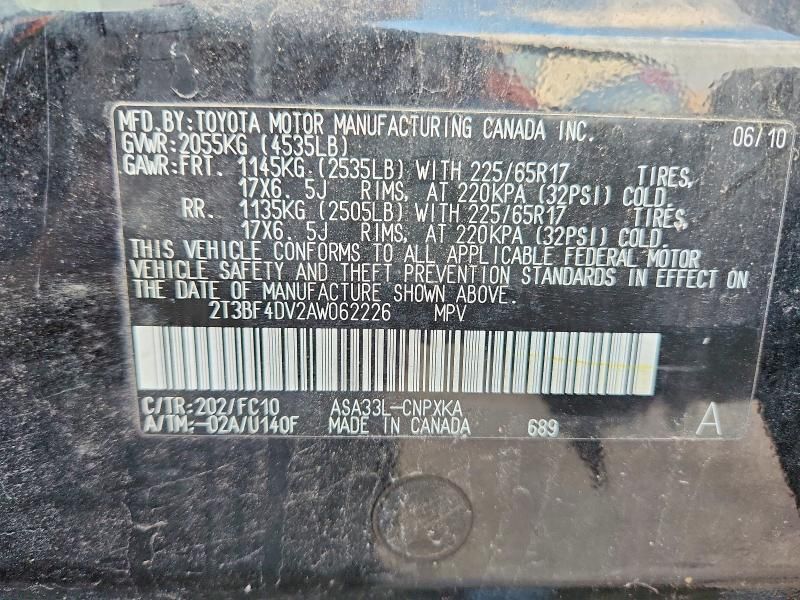 MFD. BY: TOYOTA MOTOR MANUFACTURING CANADA INC. 06/10
GVWR: 2055KG (4535LB)
GAWR: FRT. 1145KG (2535LB) WITH 225/65R17 TIRES,
17X6. 5J RIMS, AT 220KPA (32PSI) COLD.
RR. 1135KG (2505LB) WITH 225/65R17 TIRES,
17X6. 5J RIMS, AT 220KPA (32PSI) COLD.
THIS VEHICLE CONFORMS TO ALL APPLICABLE FEDERAL MOTOR
VEHICLE SAFETY AND THEFT PREVENTION STANDARDS IN EFFECT ON
THE DATE OF MANUFACTURE SHOWN ABOVE.
2T3BF4DV2AW062226 MPV
C/TR: 202/FC10 ASA33L-CNPXKA
A/TM: -02A/U140F MADE IN CANADA 689 A